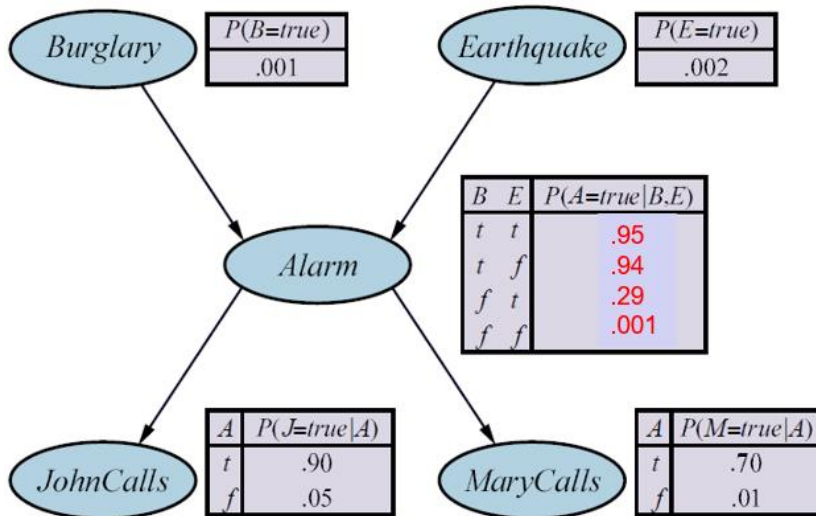 Burglary
P(B=true)
.001
Earthquake
P(E=true)
.002
B E P(A=true|B,E)
t t .95
t f .94
f t .29
f f .001
Alarm
A P(J=true|A)
t .90
f .05
JohnCalls
A P(M=true|A)
t .70
f .01
MaryCalls